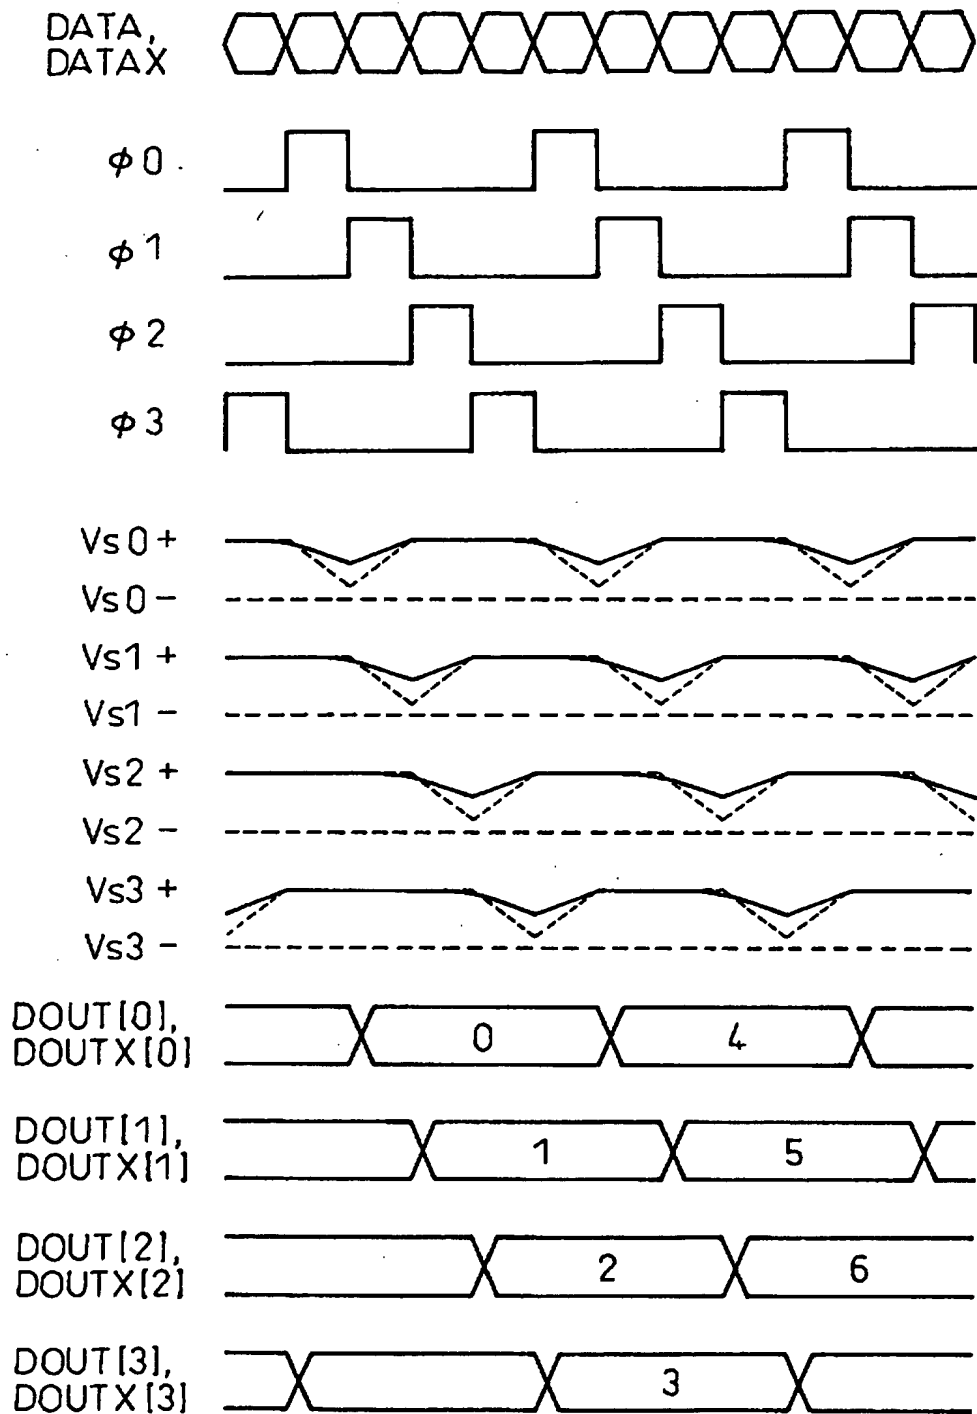 DATA,
DATAX
φ0
φ1
φ2
φ3
Vs0+
Vs0−
Vs1+
Vs1−
Vs2+
Vs2−
Vs3+
Vs3−
DOUT[0],
DOUTX[0]
0 4
DOUT[1],
DOUTX[1]
1 5
DOUT[2],
DOUTX[2]
2 6
DOUT[3],
DOUTX[3]
3